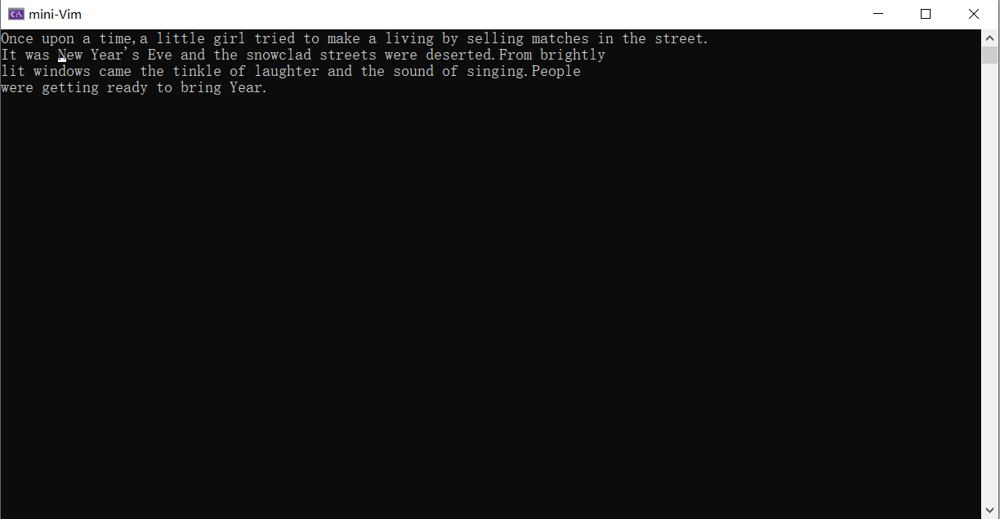 mini-Vim
Once upon a time,a little girl tried to make a living by selling matches in the street.
It was New Year's Eve and the snowclad streets were deserted.From brightly
lit windows came the tinkle of laughter and the sound of singing.People
were getting ready to bring Year.